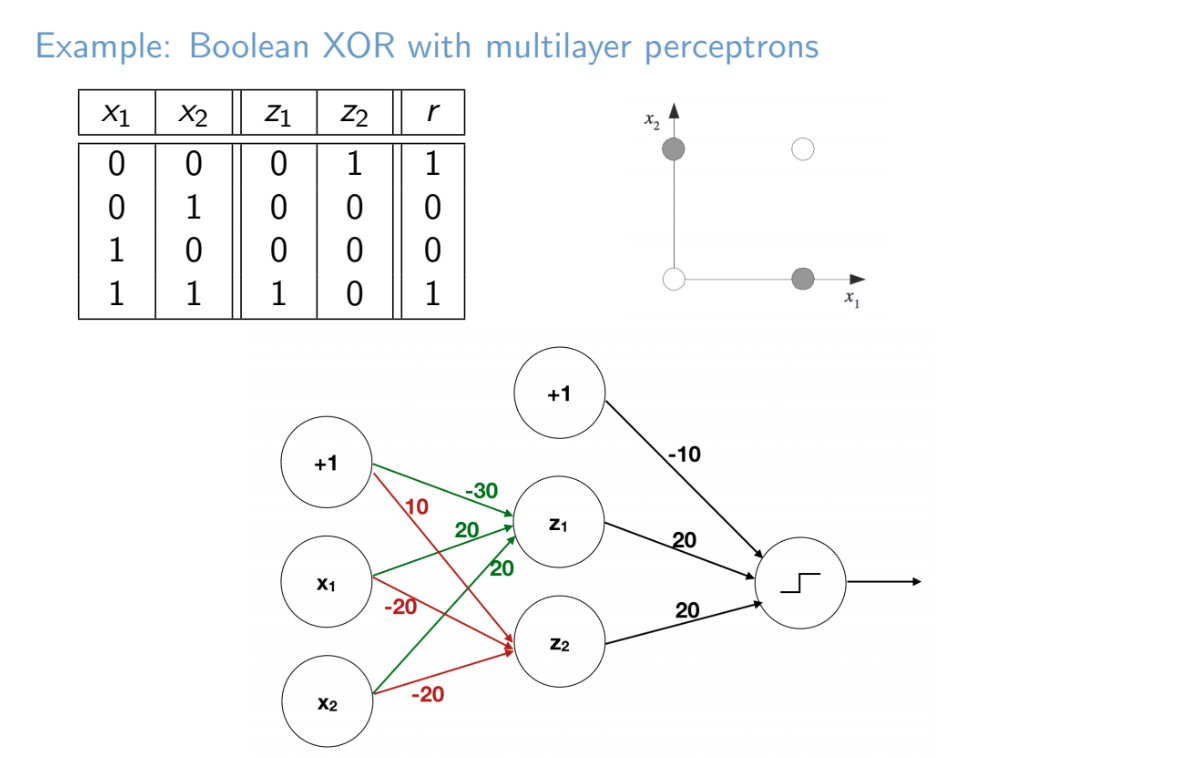 Example: Boolean XOR with multilayer perceptrons
x₁ x₂ z₁ z₂ r
0 0 0 1 1
0 1 0 0 0
1 0 0 0 0
1 1 1 0 1
x₂
x₁
+1
-10
+1
-30
10
20
z₁
20
20
x₁
-20
20
z₂
-20
x₂